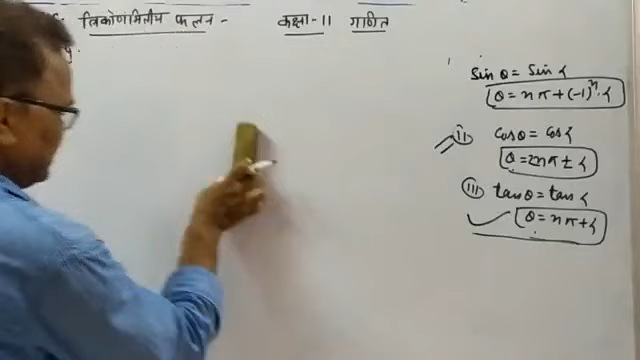 त्रिकोणमितीय फलन - कक्षा-11 गणित
sin θ = sin α
θ = nπ + (-1)ⁿ. α
(ii) cos θ = cos α
θ = 2nπ ± α
(iii) tan θ = tan α
θ = nπ + α